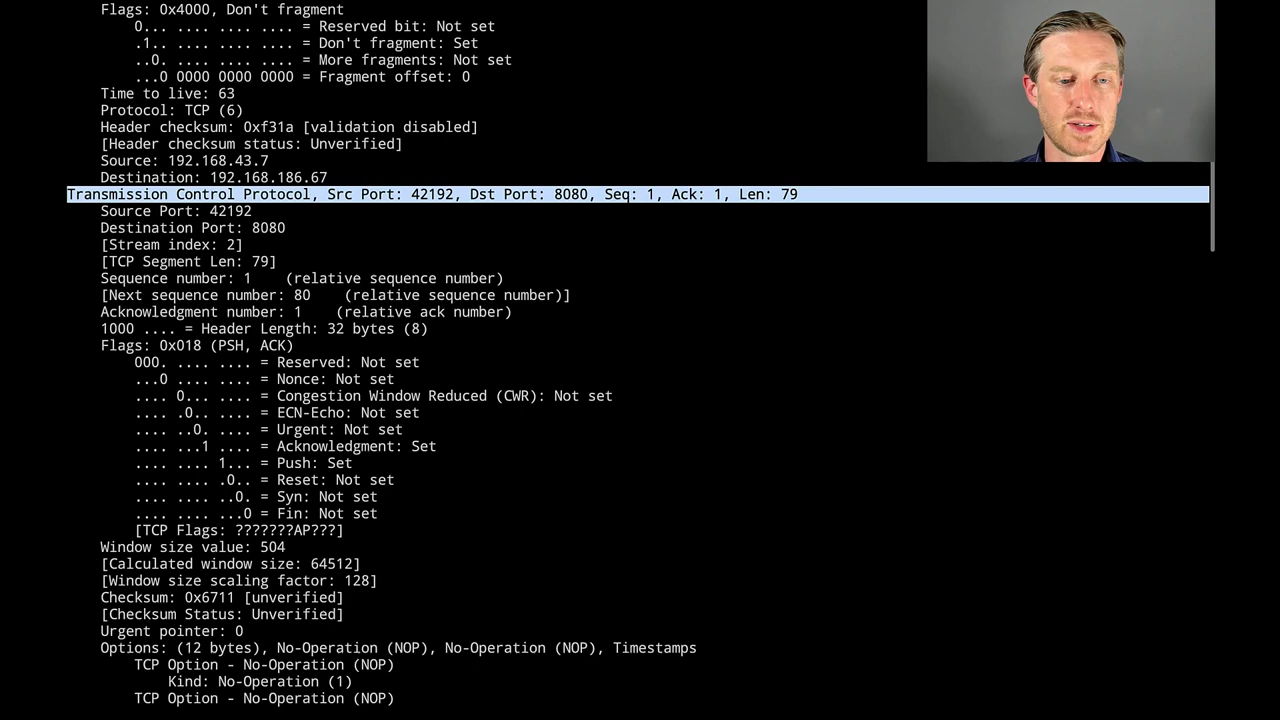 Flags: 0x4000, Don't fragment
0... .... .... .... = Reserved bit: Not set
.1.. .... .... .... = Don't fragment: Set
..0. .... .... .... = More fragments: Not set
...0 0000 0000 0000 = Fragment offset: 0
Time to live: 63
Protocol: TCP (6)
Header checksum: 0xf31a [validation disabled]
[Header checksum status: Unverified]
Source: 192.168.43.7
Destination: 192.168.186.67
Transmission Control Protocol, Src Port: 42192, Dst Port: 8080, Seq: 1, Ack: 1, Len: 79
Source Port: 42192
Destination Port: 8080
[Stream index: 2]
[TCP Segment Len: 79]
Sequence number: 1    (relative sequence number)
[Next sequence number: 80    (relative sequence number)]
Acknowledgment number: 1    (relative ack number)
1000 .... = Header Length: 32 bytes (8)
Flags: 0x018 (PSH, ACK)
000. .... .... = Reserved: Not set
...0 .... .... = Nonce: Not set
.... 0... .... = Congestion Window Reduced (CWR): Not set
.... .0.. .... = ECN-Echo: Not set
.... ..0. .... = Urgent: Not set
.... ...1 .... = Acknowledgment: Set
.... .... 1... = Push: Set
.... .... .0.. = Reset: Not set
.... .... ..0. = Syn: Not set
.... .... ...0 = Fin: Not set
[TCP Flags: ???????AP???]
Window size value: 504
[Calculated window size: 64512]
[Window size scaling factor: 128]
Checksum: 0x6711 [unverified]
[Checksum Status: Unverified]
Urgent pointer: 0
Options: (12 bytes), No-Operation (NOP), No-Operation (NOP), Timestamps
TCP Option - No-Operation (NOP)
Kind: No-Operation (1)
TCP Option - No-Operation (NOP)